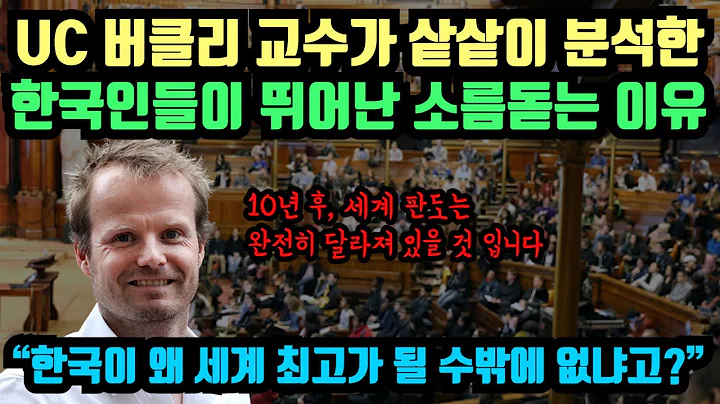 UC 버클리 교수가 샅샅이 분석한
한국인들이 뛰어난 소름돋는 이유
10년 후, 세계 판도는
완전히 달라져 있을 것 입니다
“한국이 왜 세계 최고가 될 수밖에 없냐고?”